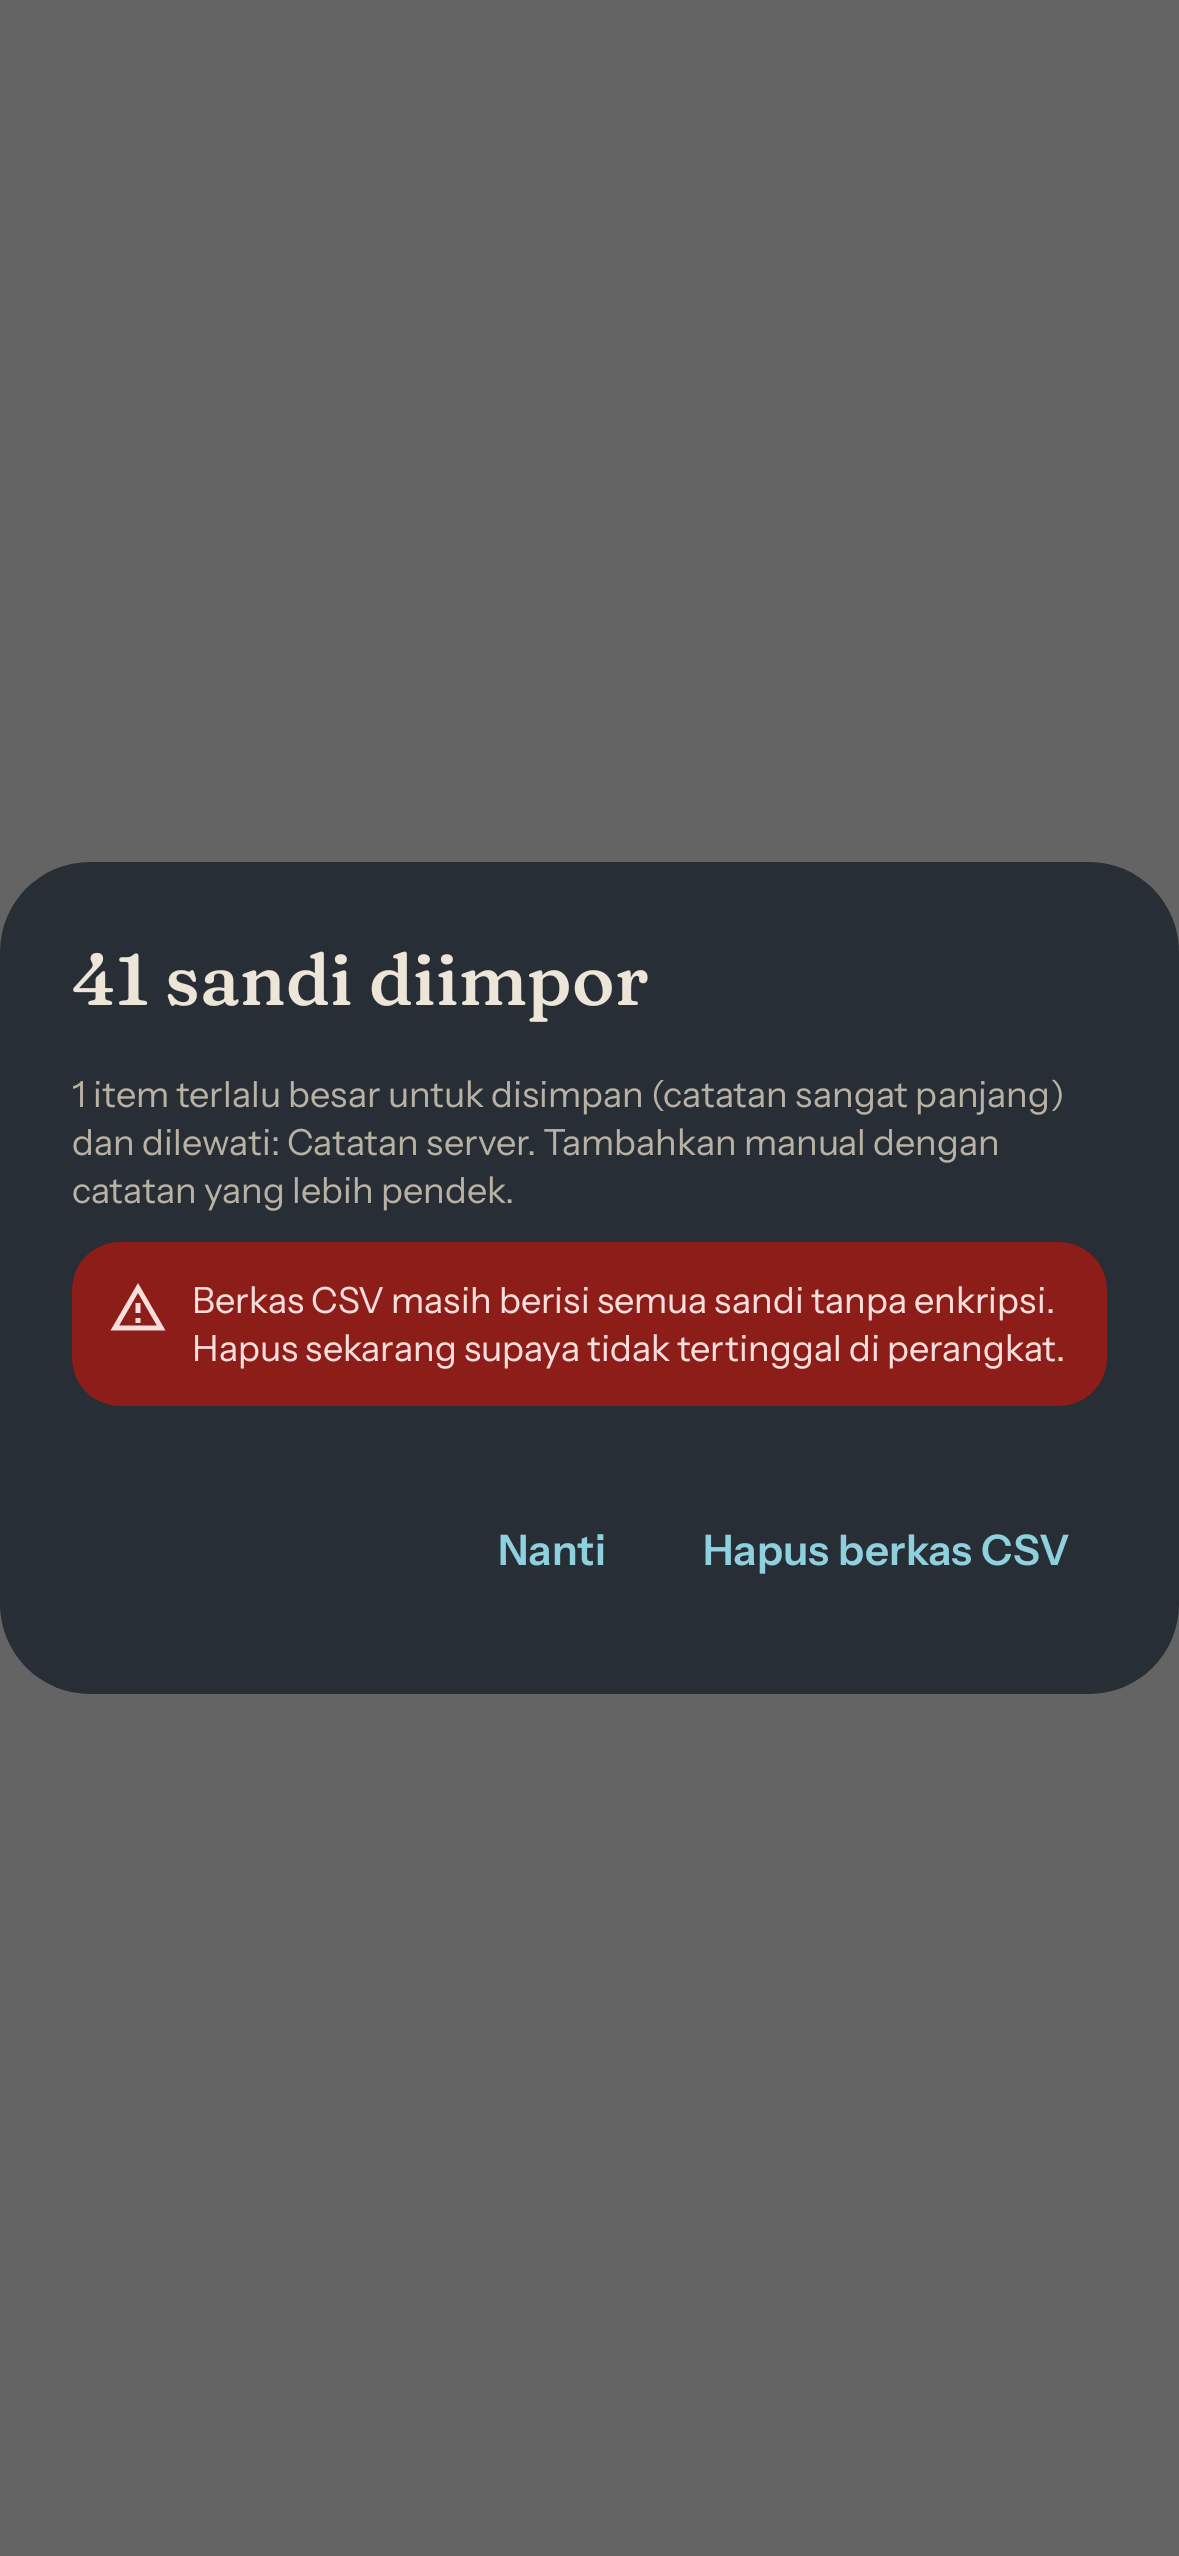 41 sandi diimpor
1 item terlalu besar untuk disimpan (catatan sangat panjang)
dan dilewati: Catatan server. Tambahkan manual dengan
catatan yang lebih pendek.
Berkas CSV masih berisi semua sandi tanpa enkripsi.
Hapus sekarang supaya tidak tertinggal di perangkat.
Nanti
Hapus berkas CSV